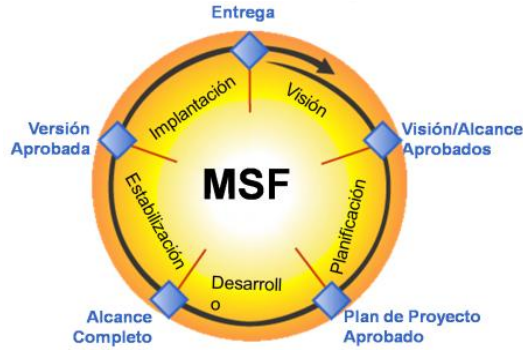 Entrega
Implantación
Visión
Versión
Aprobada
Visión/Alcance
Aprobados
MSF
Estabilización
Planificación
Desarroll
o
Alcance
Completo
Plan de Proyecto
Aprobado